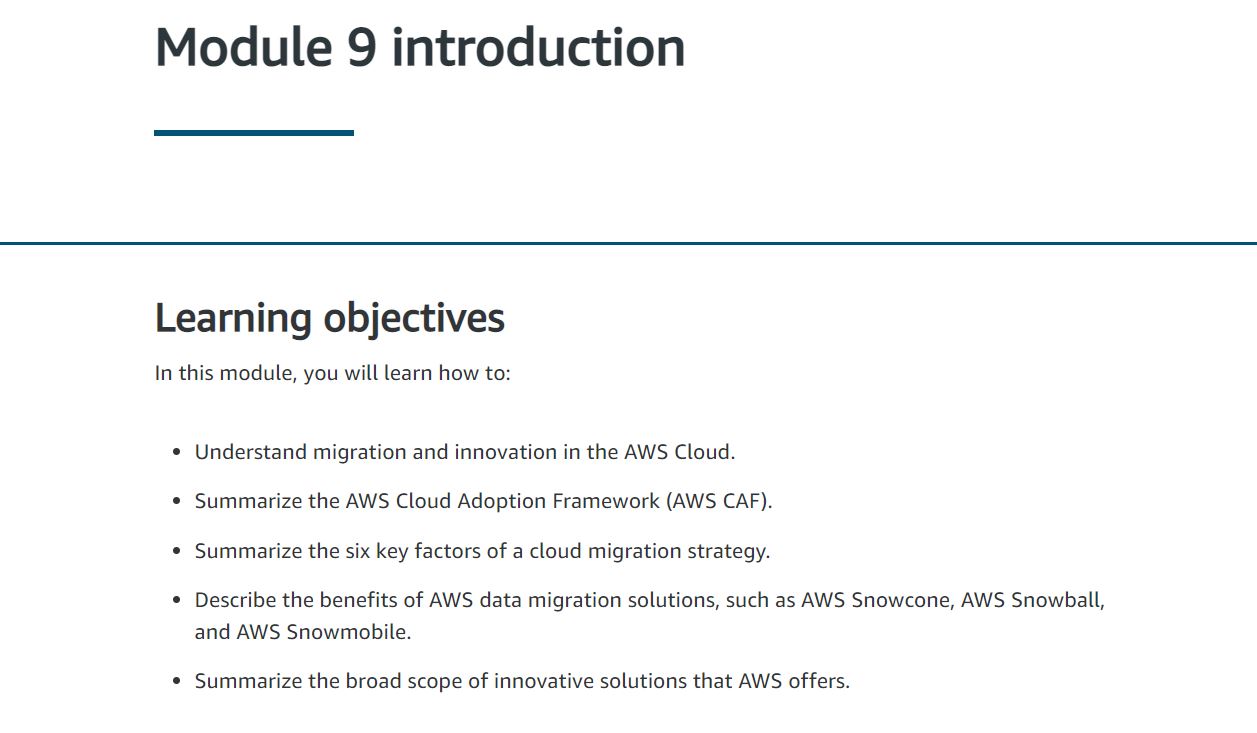 Module 9 introduction
Learning objectives
In this module, you will learn how to:
• Understand migration and innovation in the AWS Cloud.
• Summarize the AWS Cloud Adoption Framework (AWS CAF).
• Summarize the six key factors of a cloud migration strategy.
• Describe the benefits of AWS data migration solutions, such as AWS Snowcone, AWS Snowball,
and AWS Snowmobile.
• Summarize the broad scope of innovative solutions that AWS offers.